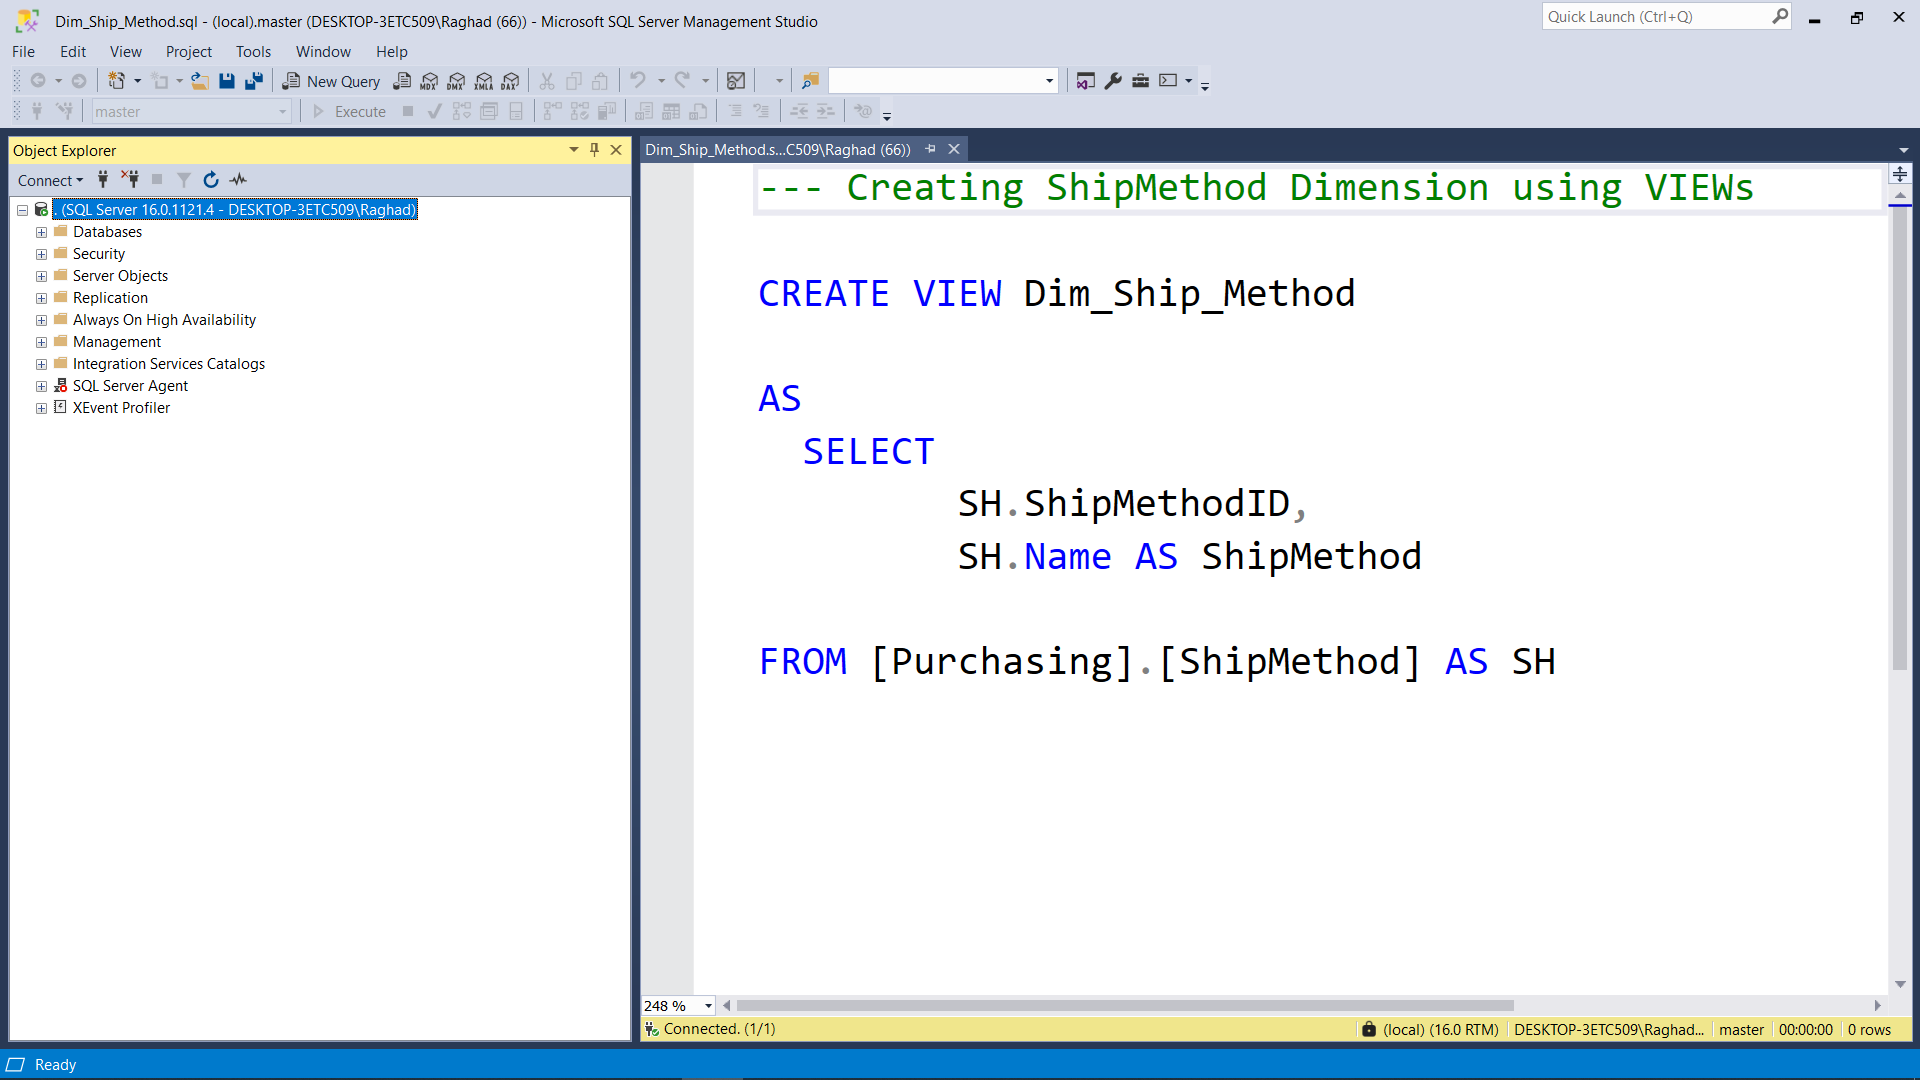 Dim_Ship_Method.sql - (local).master (DESKTOP-3ETC509\Raghad (66)) - Microsoft SQL Server Management Studio
Quick Launch (Ctrl+Q)
File Edit View Project Tools Window Help
New Query MDX DMX XMLA DAX
master Execute
Object Explorer
Dim_Ship_Method.s...C509\Raghad (66))
Connect
. (SQL Server 16.0.1121.4 - DESKTOP-3ETC509\Raghad)
Databases
Security
Server Objects
Replication
Always On High Availability
Management
Integration Services Catalogs
SQL Server Agent
XEvent Profiler
--- Creating ShipMethod Dimension using VIEWs
CREATE VIEW Dim_Ship_Method
AS
SELECT
SH.ShipMethodID,
SH.Name AS ShipMethod
FROM [Purchasing].[ShipMethod] AS SH
248 %
Connected. (1/1)
(local) (16.0 RTM) DESKTOP-3ETC509\Raghad... master 00:00:00 0 rows
Ready